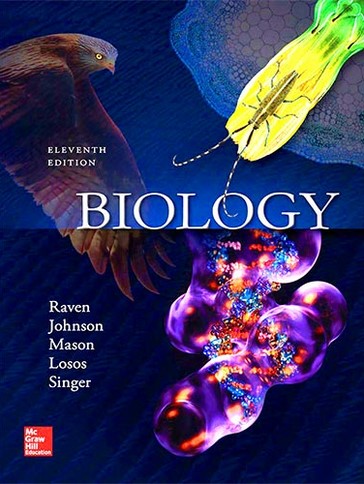 ELEVENTH
EDITION
BIOLOGY
Raven
Johnson
Mason
Losos
Singer
Mc
Graw
Hill
Education